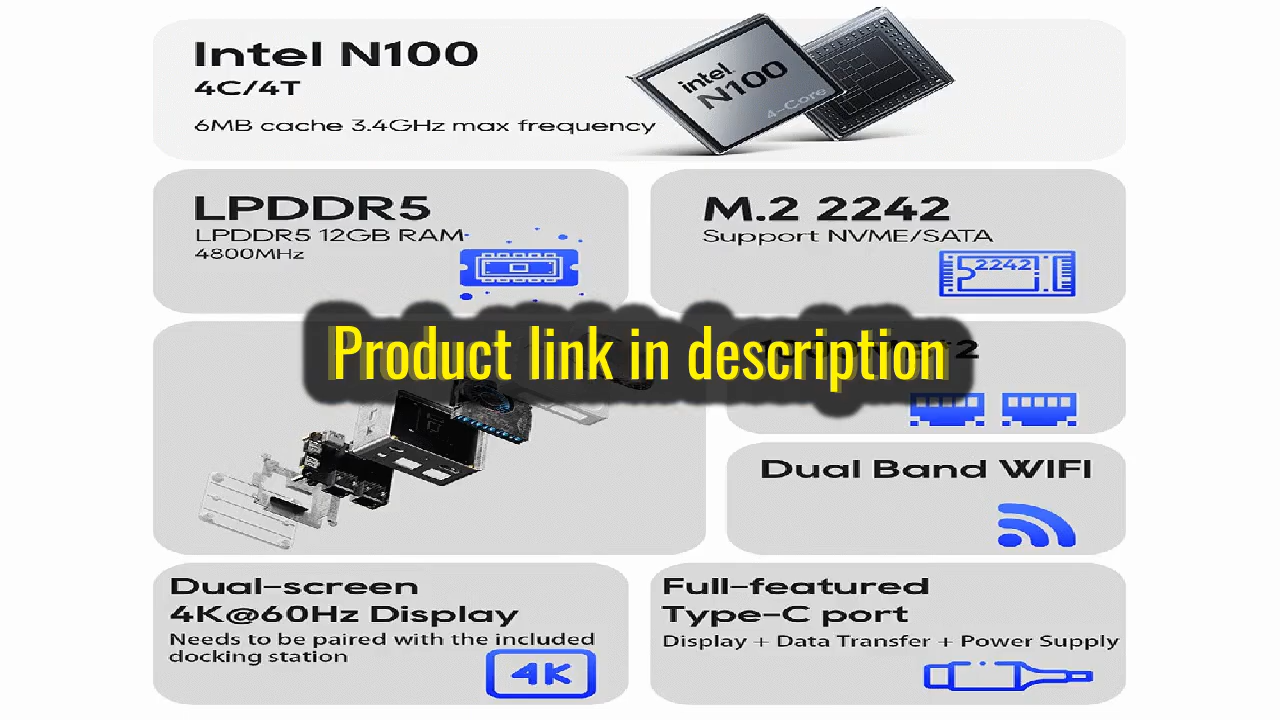 Intel N100
4C/4T
6MB cache 3.4GHz max frequency
intel.
N100
4-Core
LPDDR5
LPDDR5 12GB RAM
4800MHz
M.2 2242
Support NVME/SATA
2242
Product link in description
Dual Band WIFI
Dual-screen
4K@60Hz Display
Needs to be paired with the included
docking station
4K
Full-featured
Type-C port
Display + Data Transfer + Power Supply